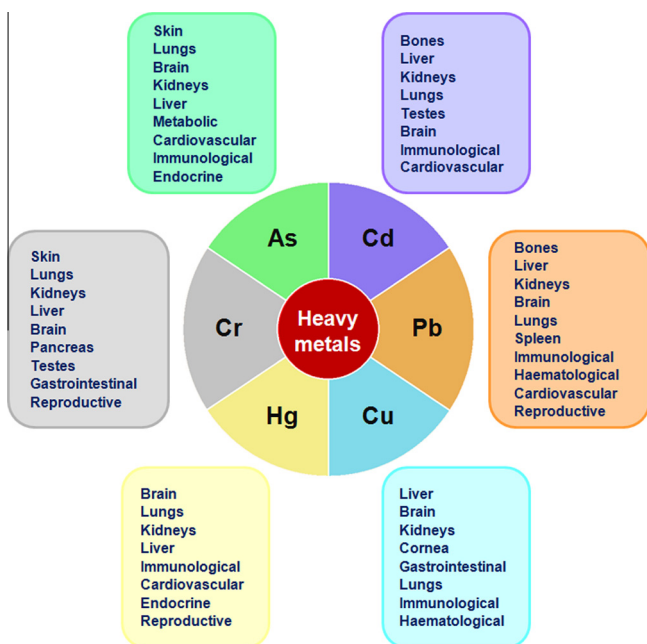 Skin
Lungs
Brain
Kidneys
Liver
Metabolic
Cardiovascular
Immunological
Endocrine
Bones
Liver
Kidneys
Lungs
Testes
Brain
Immunological
Cardiovascular
As
Cd
Skin
Lungs
Kidneys
Liver
Brain
Pancreas
Testes
Gastrointestinal
Reproductive
Cr
Heavy
metals
Pb
Bones
Liver
Kidneys
Brain
Lungs
Spleen
Immunological
Haematological
Cardiovascular
Reproductive
Hg
Cu
Brain
Lungs
Kidneys
Liver
Immunological
Cardiovascular
Endocrine
Reproductive
Liver
Brain
Kidneys
Cornea
Gastrointestinal
Lungs
Immunological
Haematological